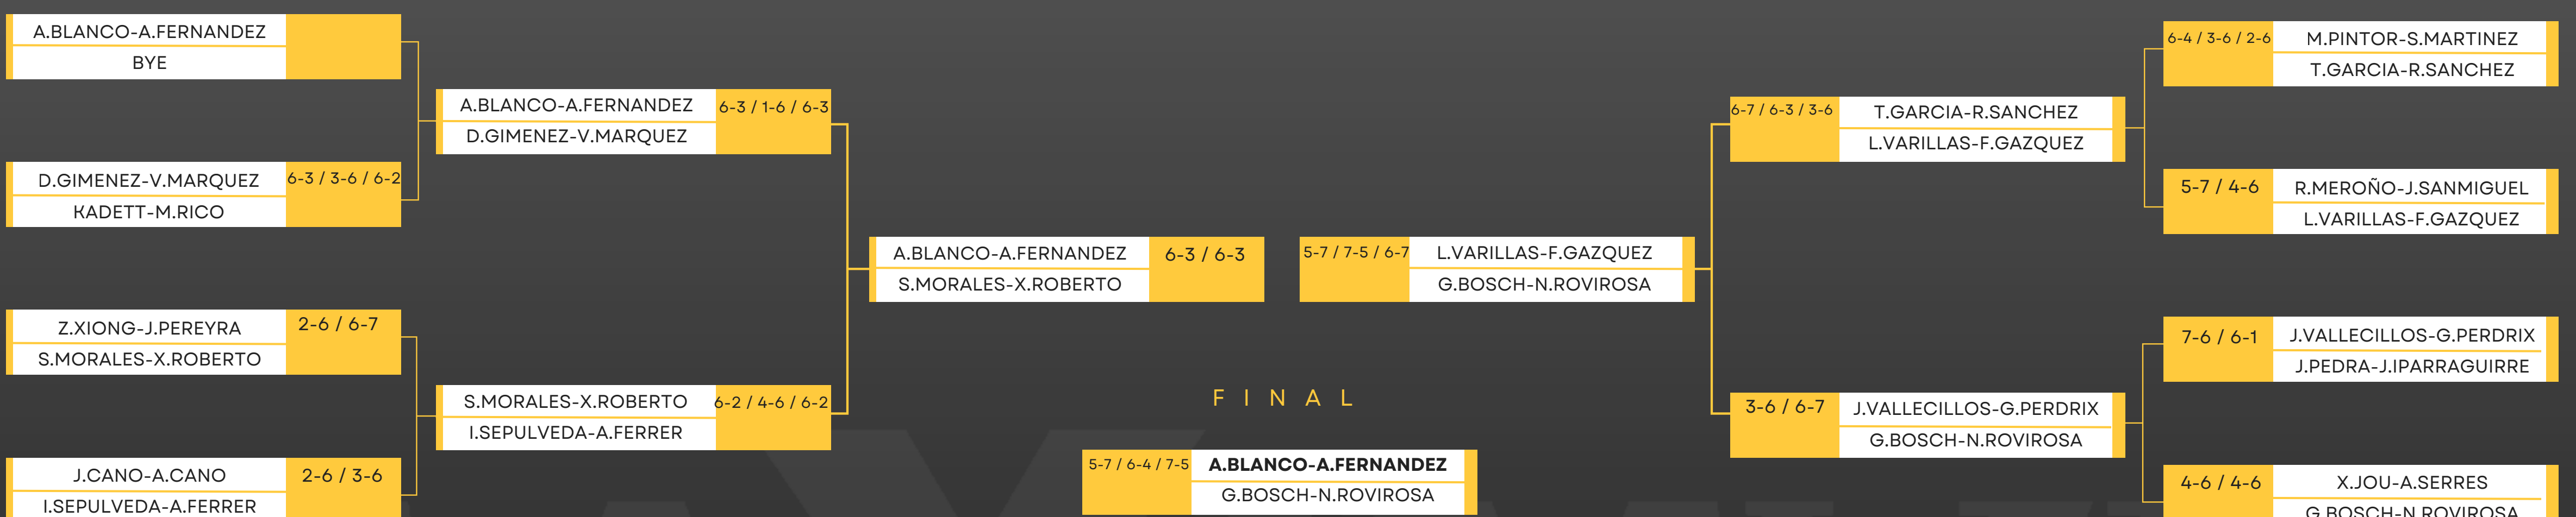 A.BLANCO-A.FERNANDEZ
BYE
D.GIMENEZ-V.MARQUEZ 6-3 / 3-6 / 6-2
KADETT-M.RICO
Z.XIONG-J.PEREYRA 2-6 / 6-7
S.MORALES-X.ROBERTO
J.CANO-A.CANO 2-6 / 3-6
I.SEPULVEDA-A.FERRER
A.BLANCO-A.FERNANDEZ 6-3 / 1-6 / 6-3
D.GIMENEZ-V.MARQUEZ
S.MORALES-X.ROBERTO 6-2 / 4-6 / 6-2
I.SEPULVEDA-A.FERRER
A.BLANCO-A.FERNANDEZ 6-3 / 6-3
S.MORALES-X.ROBERTO
FINAL
5-7 / 6-4 / 7-5 A.BLANCO-A.FERNANDEZ
G.BOSCH-N.ROVIROSA
5-7 / 7-5 / 6-7 L.VARILLAS-F.GAZQUEZ
G.BOSCH-N.ROVIROSA
6-7 / 6-3 / 3-6 T.GARCIA-R.SANCHEZ
L.VARILLAS-F.GAZQUEZ
3-6 / 6-7 J.VALLECILLOS-G.PERDRIX
G.BOSCH-N.ROVIROSA
6-4 / 3-6 / 2-6 M.PINTOR-S.MARTINEZ
T.GARCIA-R.SANCHEZ
5-7 / 4-6 R.MEROÑO-J.SANMIGUEL
L.VARILLAS-F.GAZQUEZ
7-6 / 6-1 J.VALLECILLOS-G.PERDRIX
J.PEDRA-J.IPARRAGUIRRE
4-6 / 4-6 X.JOU-A.SERRES
G.BOSCH-N.ROVIROSA